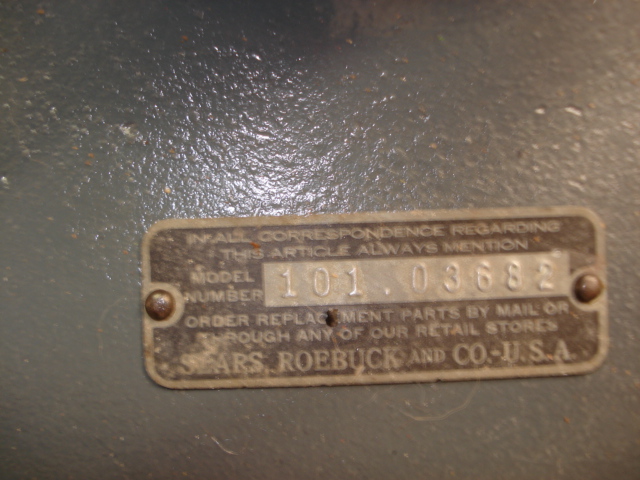 IN ALL CORRESPONDENCE REGARDING
THIS ARTICLE ALWAYS MENTION
MODEL
NUMBER 101.03682
ORDER REPLACEMENT PARTS BY MAIL OR
THROUGH ANY OF OUR RETAIL STORES
SEARS, ROEBUCK AND CO.-U.S.A.